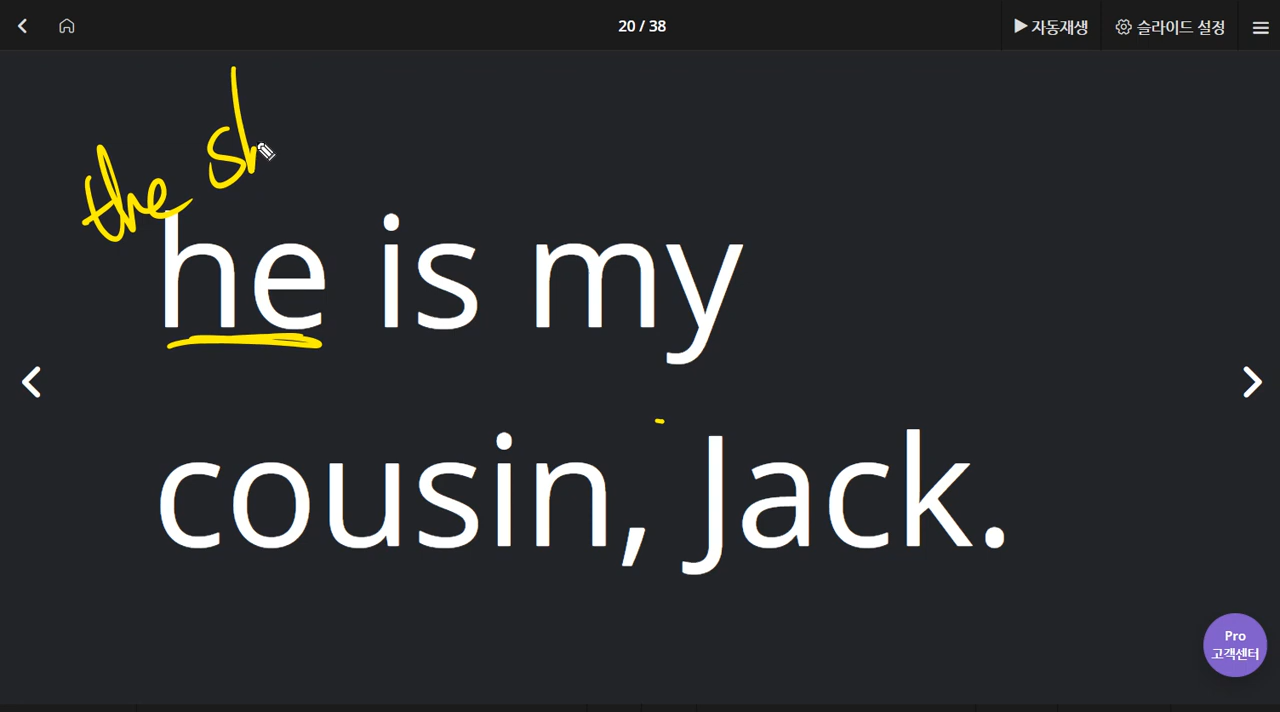 20 / 38
▶ 자동재생
슬라이드 설정
the sh
he is my
cousin, Jack.
Pro
고객센터